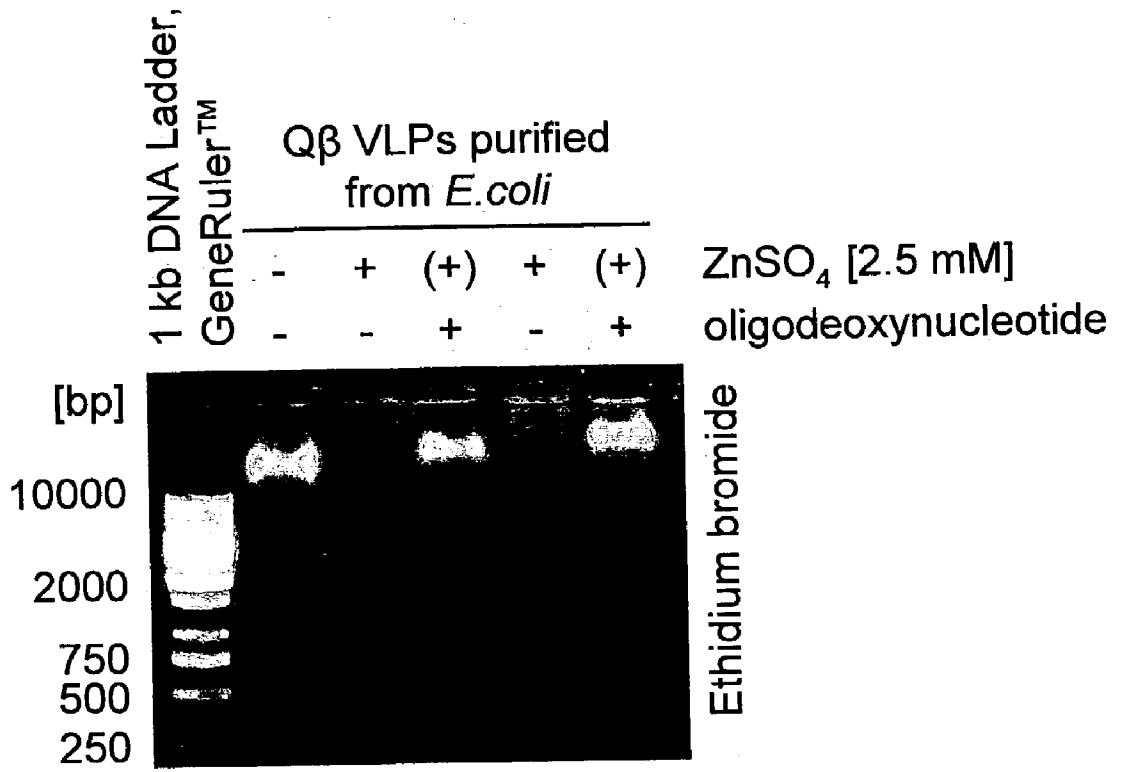 1 kb DNA Ladder,
GeneRuler™
Qβ VLPs purified
from E.coli
- + (+) + (+) ZnSO₄ [2.5 mM]
- - + - + oligodeoxynucleotide
[bp]
10000
2000
750
500
250
Ethidium bromide